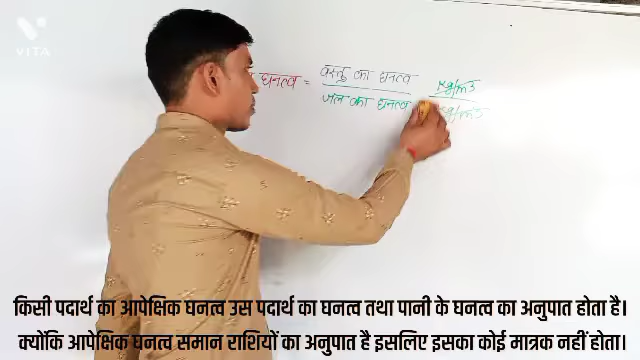 VITA
घनत्व = वस्तु का घनत्व kg/m3
जल का घनत्व kg/m3
किसी पदार्थ का आपेक्षिक घनत्व उस पदार्थ का घनत्व तथा पानी के घनत्व का अनुपात होता है।
क्योंकि आपेक्षिक घनत्व समान राशियों का अनुपात है इसलिए इसका कोई मात्रक नहीं होता।